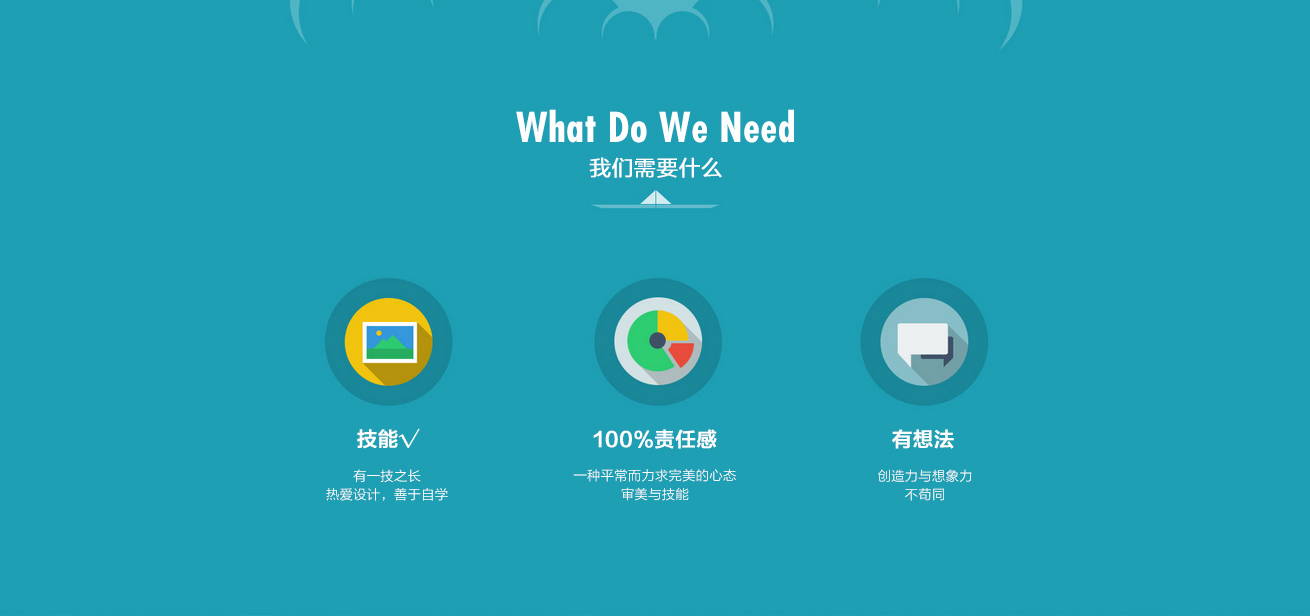 What Do We Need
我们需要什么
技能√
有一技之长
热爱设计，善于自学
100%责任感
一种平常而力求完美的心态
审美与技能
有想法
创造力与想象力
不苟同